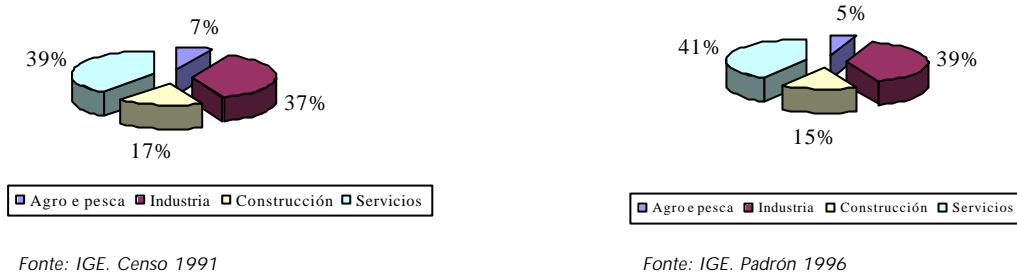 7%
39%
37%
17%
Agro e pesca Industria Construcción Servicios
Fonte: IGE. Censo 1991
5%
41%
39%
15%
Agro e pesca Industria Construcción Servicios
Fonte: IGE. Padrón 1996